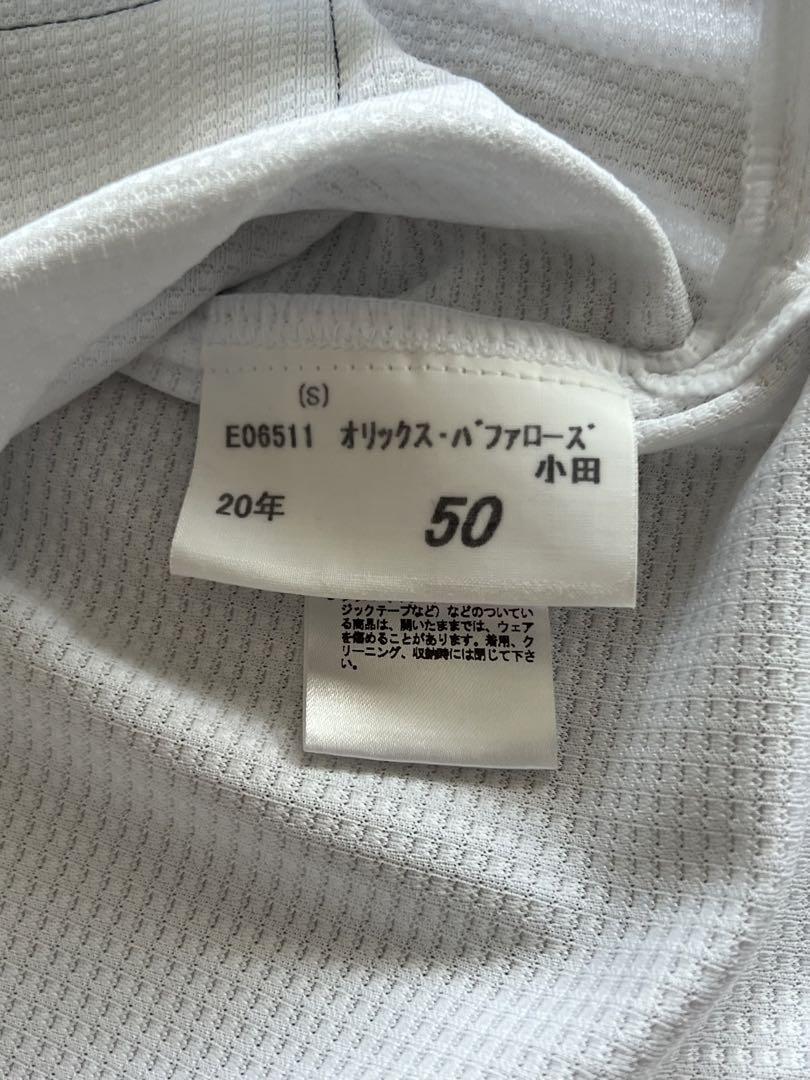 (S)
E06511 オリックス・バファローズ
小田
20年 50
ジックテープなど)などのついてい
る商品は、開いたままでは、ウェア
を傷めることがあります。着用、ク
リーニング、収納時には閉じて下さ
い。